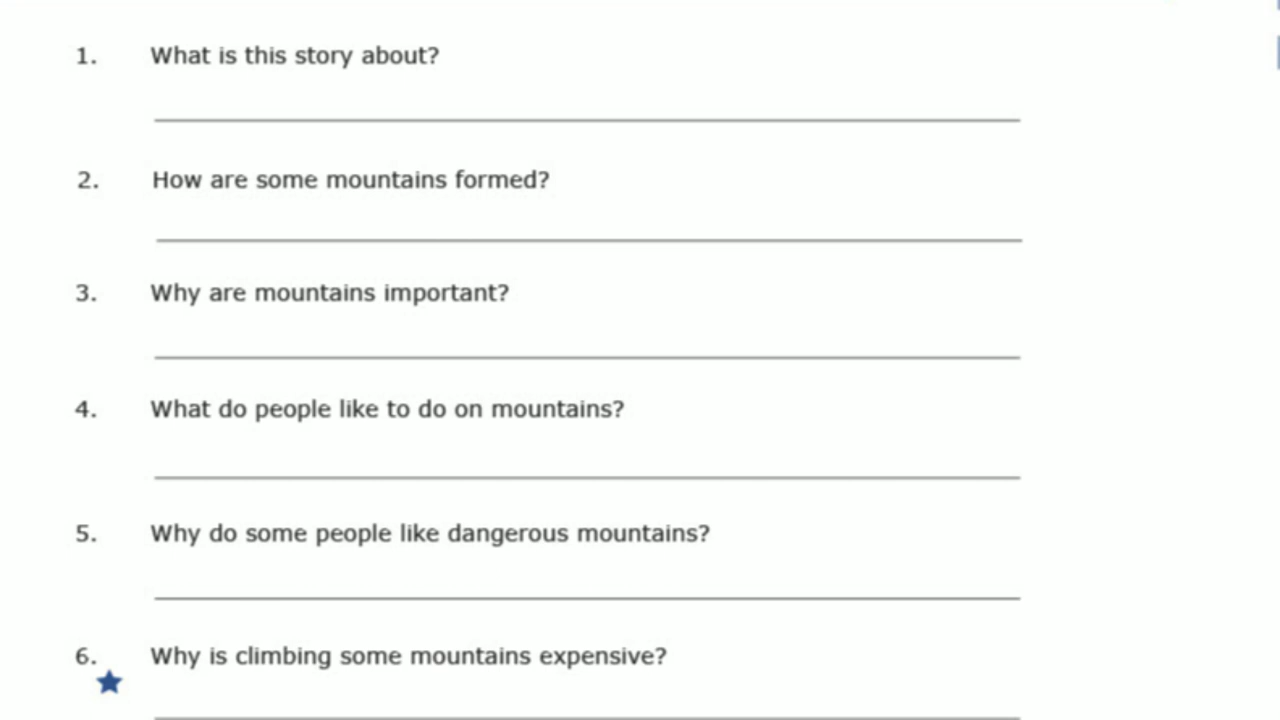 1. What is this story about?
2. How are some mountains formed?
3. Why are mountains important?
4. What do people like to do on mountains?
5. Why do some people like dangerous mountains?
6. Why is climbing some mountains expensive?